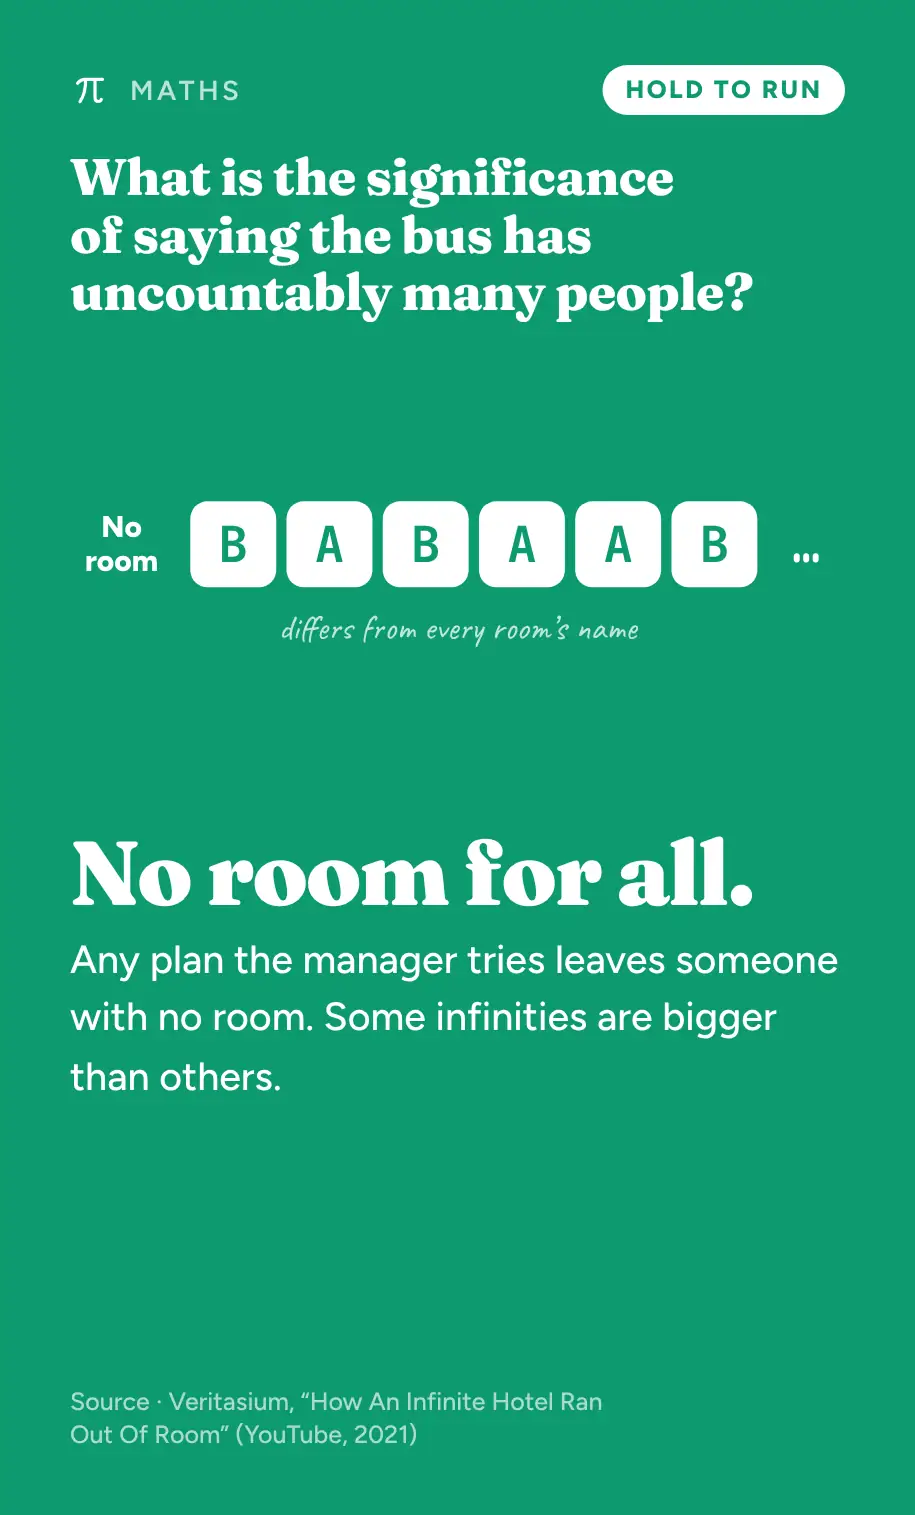 π MATHS
HOLD TO RUN
What is the significance
of saying the bus has
uncountably many people?
No
room
B A B A A B ...
differs from every room’s name
No room for all.
Any plan the manager tries leaves someone
with no room. Some infinities are bigger
than others.
Source · Veritasium, “How An Infinite Hotel Ran
Out Of Room” (YouTube, 2021)